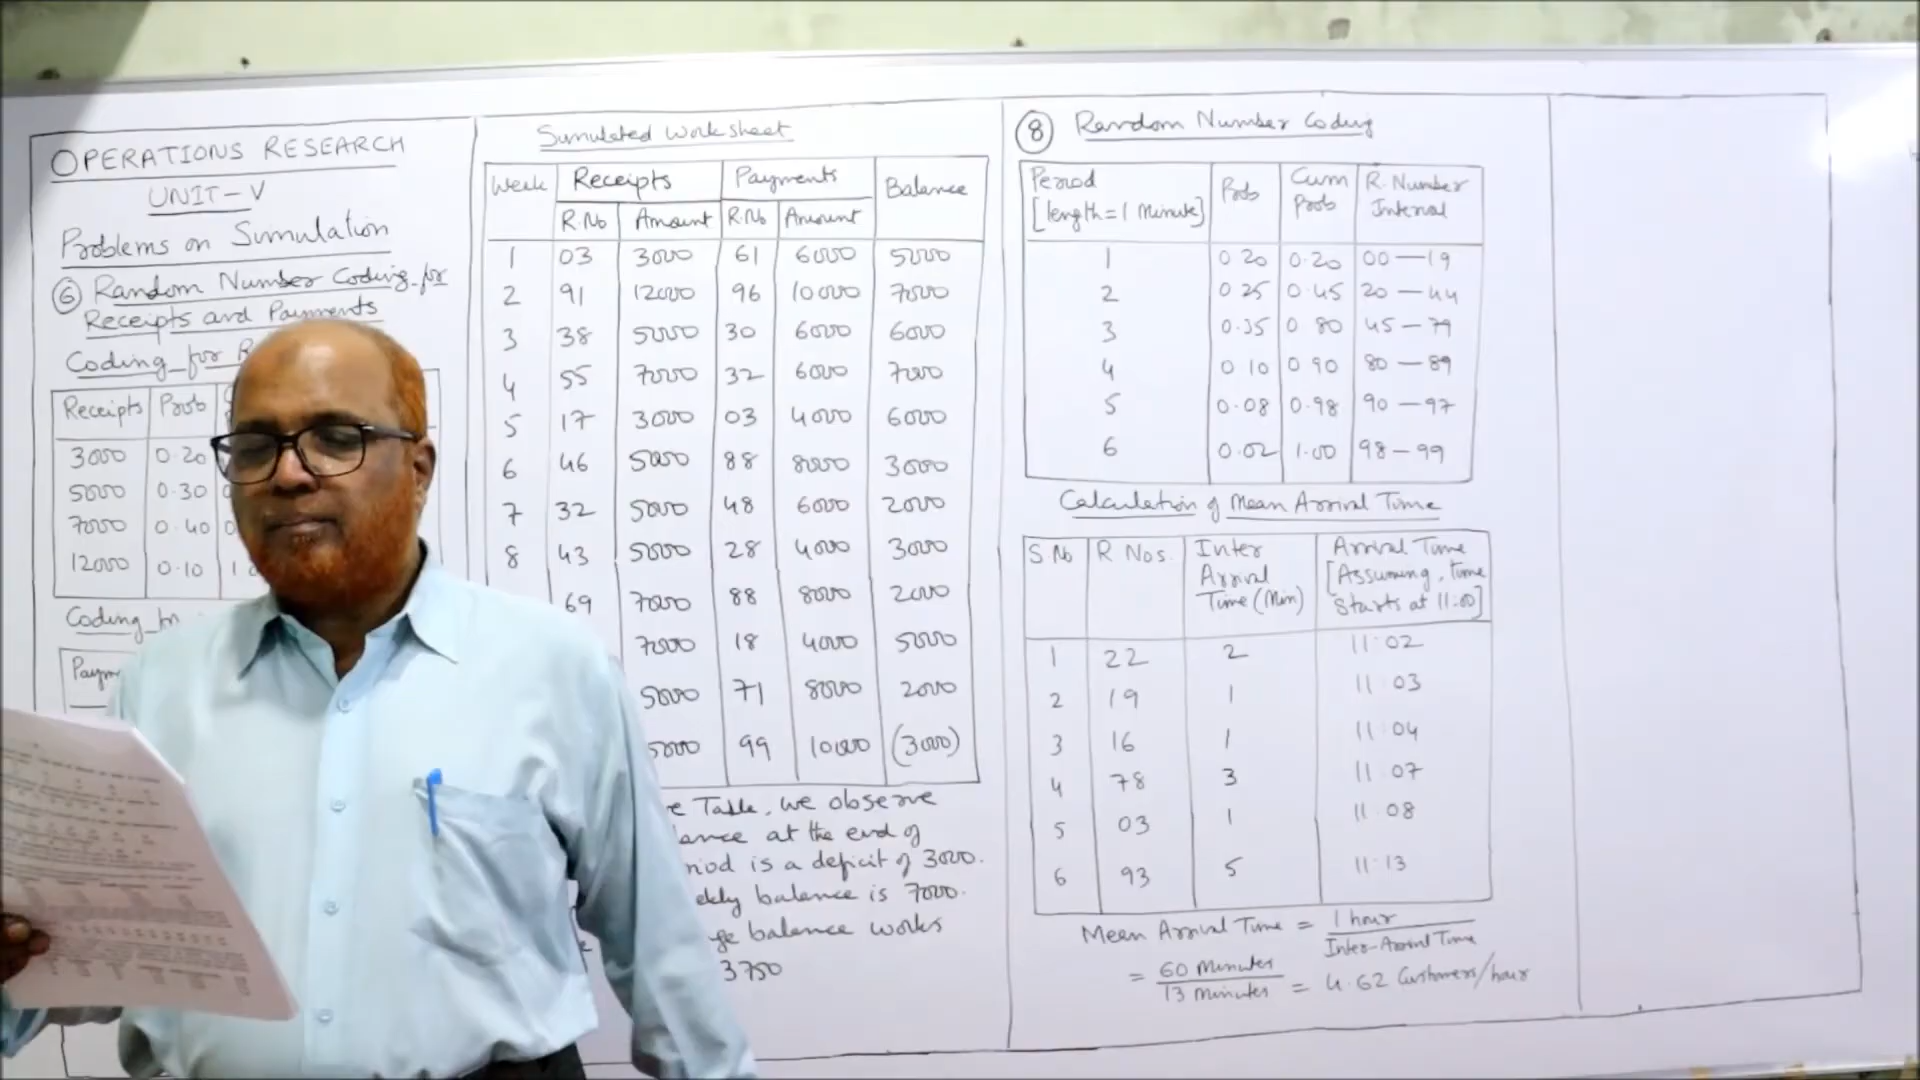 OPERATIONS RESEARCH
UNIT-V
Problems on Simulation
6 Random Number Coding for
Receipts and Payments
Coding for R
Receipts Prob
3000 0.20
5000 0.30
7000 0.40
12000 0.10
Coding
Paym
Simulated Worksheet
Week Receipts Payments Balance
R.No Amount R.No Amount
1 03 3000 61 6000 5000
2 91 12000 96 10000 7000
3 38 5000 30 6000 6000
4 55 7000 32 6000 7000
5 17 3000 03 4000 6000
6 46 5000 88 8000 3000
7 32 5000 48 6000 2000
8 43 5000 28 4000 3000
69 7000 88 8000 2000
7000 18 4000 5000
5000 71 8000 2000
5000 99 10000 (3000)
e Table, we observe
lance at the end of
riod is a deficit of 3000.
ekly balance is 7000.
ge balance works
3750
8 Random Number Coding
Period [length=1 Minute] Prob Cum Prob R. Number Interval
1 0.20 0.20 00 — 19
2 0.25 0.45 20 — 44
3 0.35 0.80 45 — 79
4 0.10 0.90 80 — 89
5 0.08 0.98 90 — 97
6 0.02 1.00 98 — 99
Calculation of Mean Arrival Time
S.No R Nos. Inter Arrival Time (Min) Arrival Time [Assuming, time starts at 11.00]
1 22 2 11.02
2 19 1 11.03
3 16 1 11.04
4 78 3 11.07
5 03 1 11.08
6 93 5 11.13
Mean Arrival Time = 1 hour / Inter-Arrival Time
= 60 Minutes / 13 Minutes = 4.62 Customers/hour